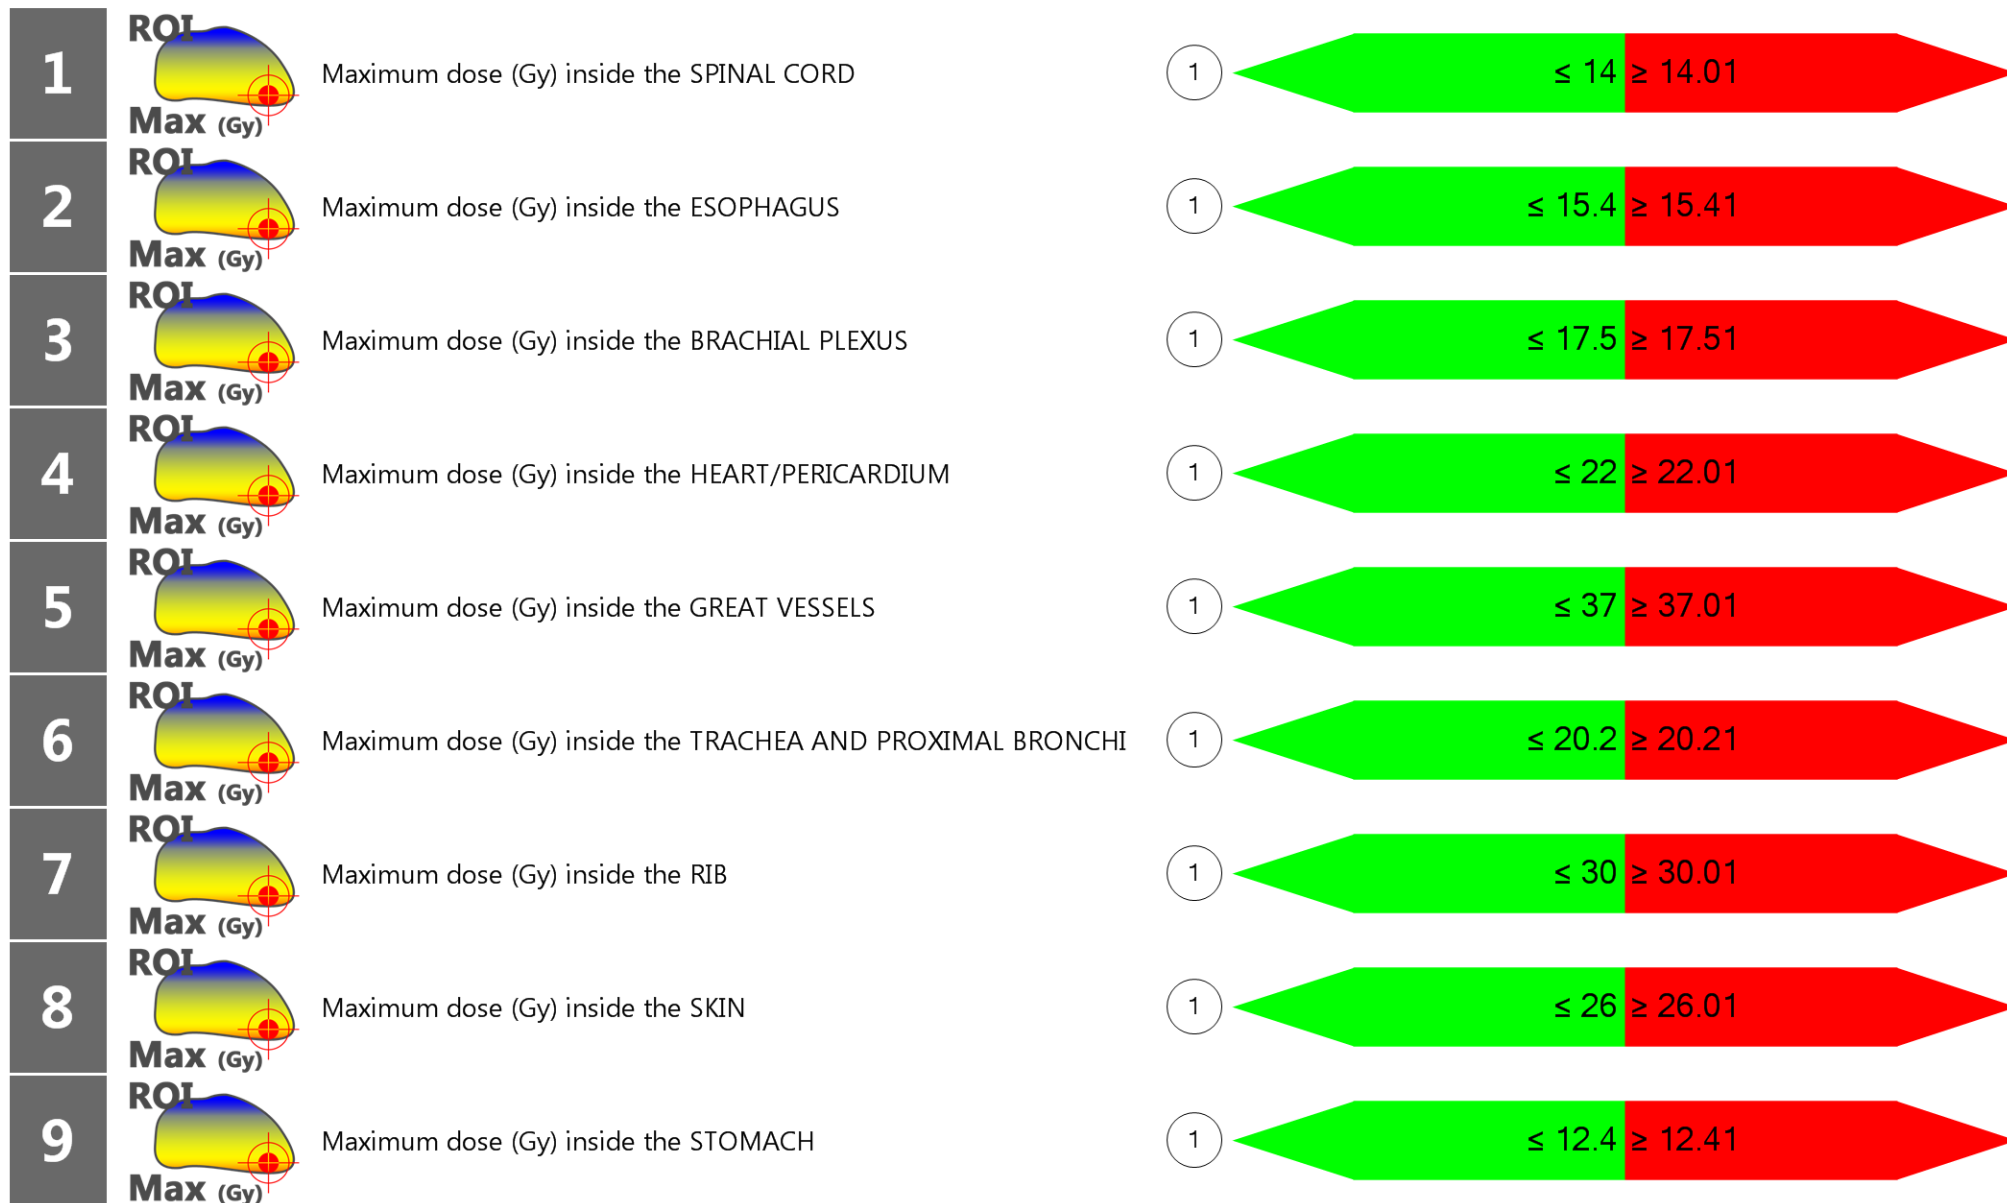 1 ROI Max (Gy) Maximum dose (Gy) inside the SPINAL CORD 1 ≤ 14 ≥ 14.01
2 ROI Max (Gy) Maximum dose (Gy) inside the ESOPHAGUS 1 ≤ 15.4 ≥ 15.41
3 ROI Max (Gy) Maximum dose (Gy) inside the BRACHIAL PLEXUS 1 ≤ 17.5 ≥ 17.51
4 ROI Max (Gy) Maximum dose (Gy) inside the HEART/PERICARDIUM 1 ≤ 22 ≥ 22.01
5 ROI Max (Gy) Maximum dose (Gy) inside the GREAT VESSELS 1 ≤ 37 ≥ 37.01
6 ROI Max (Gy) Maximum dose (Gy) inside the TRACHEA AND PROXIMAL BRONCHI 1 ≤ 20.2 ≥ 20.21
7 ROI Max (Gy) Maximum dose (Gy) inside the RIB 1 ≤ 30 ≥ 30.01
8 ROI Max (Gy) Maximum dose (Gy) inside the SKIN 1 ≤ 26 ≥ 26.01
9 ROI Max (Gy) Maximum dose (Gy) inside the STOMACH 1 ≤ 12.4 ≥ 12.41